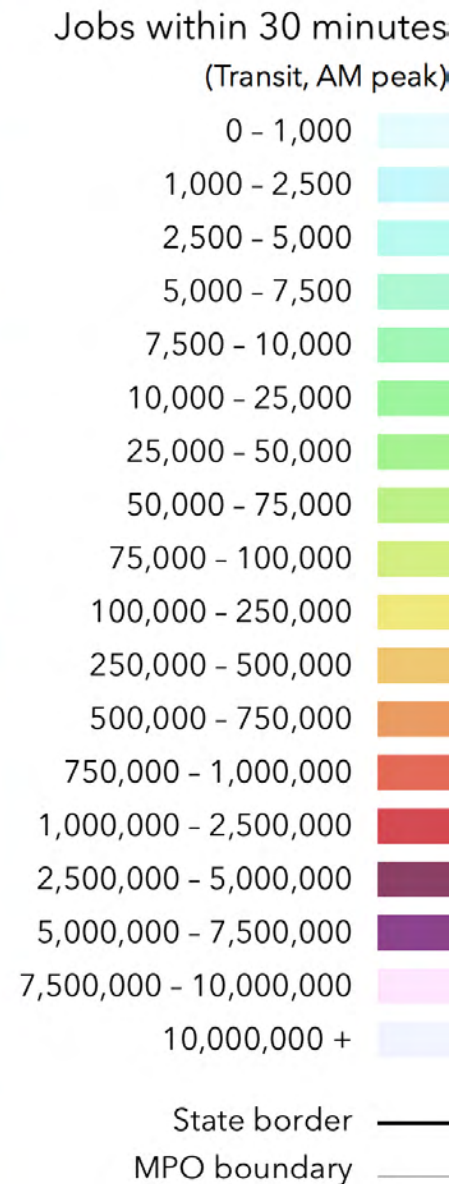 Jobs within 30 minutes
(Transit, AM peak)
0 – 1,000
1,000 – 2,500
2,500 – 5,000
5,000 – 7,500
7,500 – 10,000
10,000 – 25,000
25,000 – 50,000
50,000 – 75,000
75,000 – 100,000
100,000 – 250,000
250,000 – 500,000
500,000 – 750,000
750,000 – 1,000,000
1,000,000 – 2,500,000
2,500,000 – 5,000,000
5,000,000 – 7,500,000
7,500,000 – 10,000,000
10,000,000 +
State border
MPO boundary